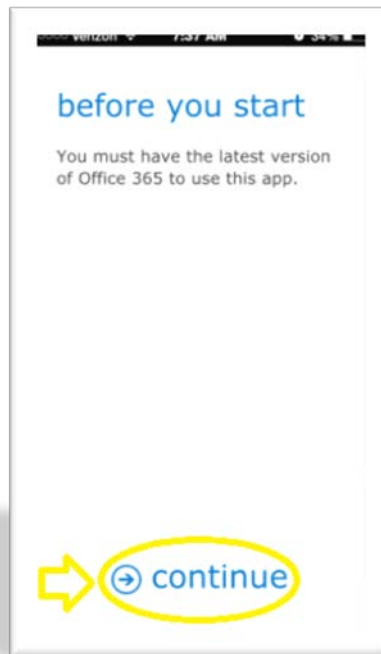 verizon 7:37 AM 34%
before you start
You must have the latest version
of Office 365 to use this app.
continue